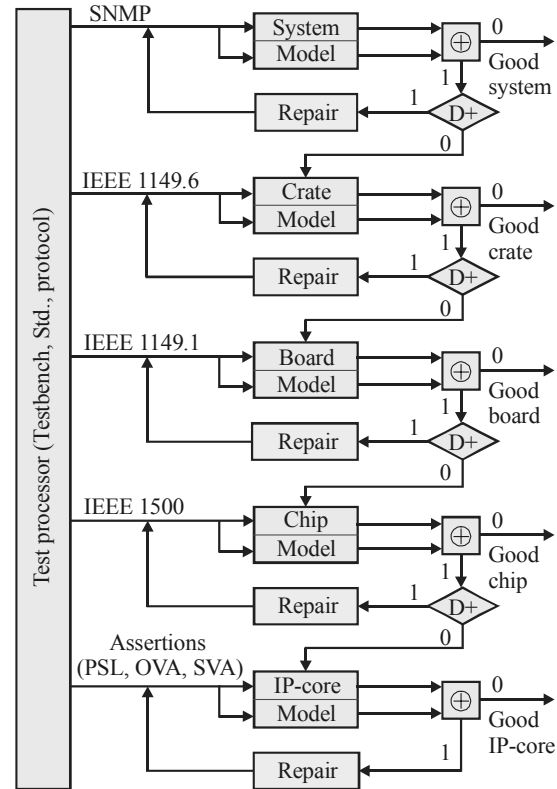 Test processor (Testbench, Std., protocol)
SNMP
System
Model
⊕
0
Good
system
1
D+
1
Repair
0
IEEE 1149.6
Crate
Model
⊕
0
Good
crate
1
D+
1
Repair
0
IEEE 1149.1
Board
Model
⊕
0
Good
board
1
D+
1
Repair
0
IEEE 1500
Chip
Model
⊕
0
Good
chip
1
D+
1
Repair
0
Assertions
(PSL, OVA, SVA)
IP-core
Model
⊕
0
Good
IP-core
1
Repair